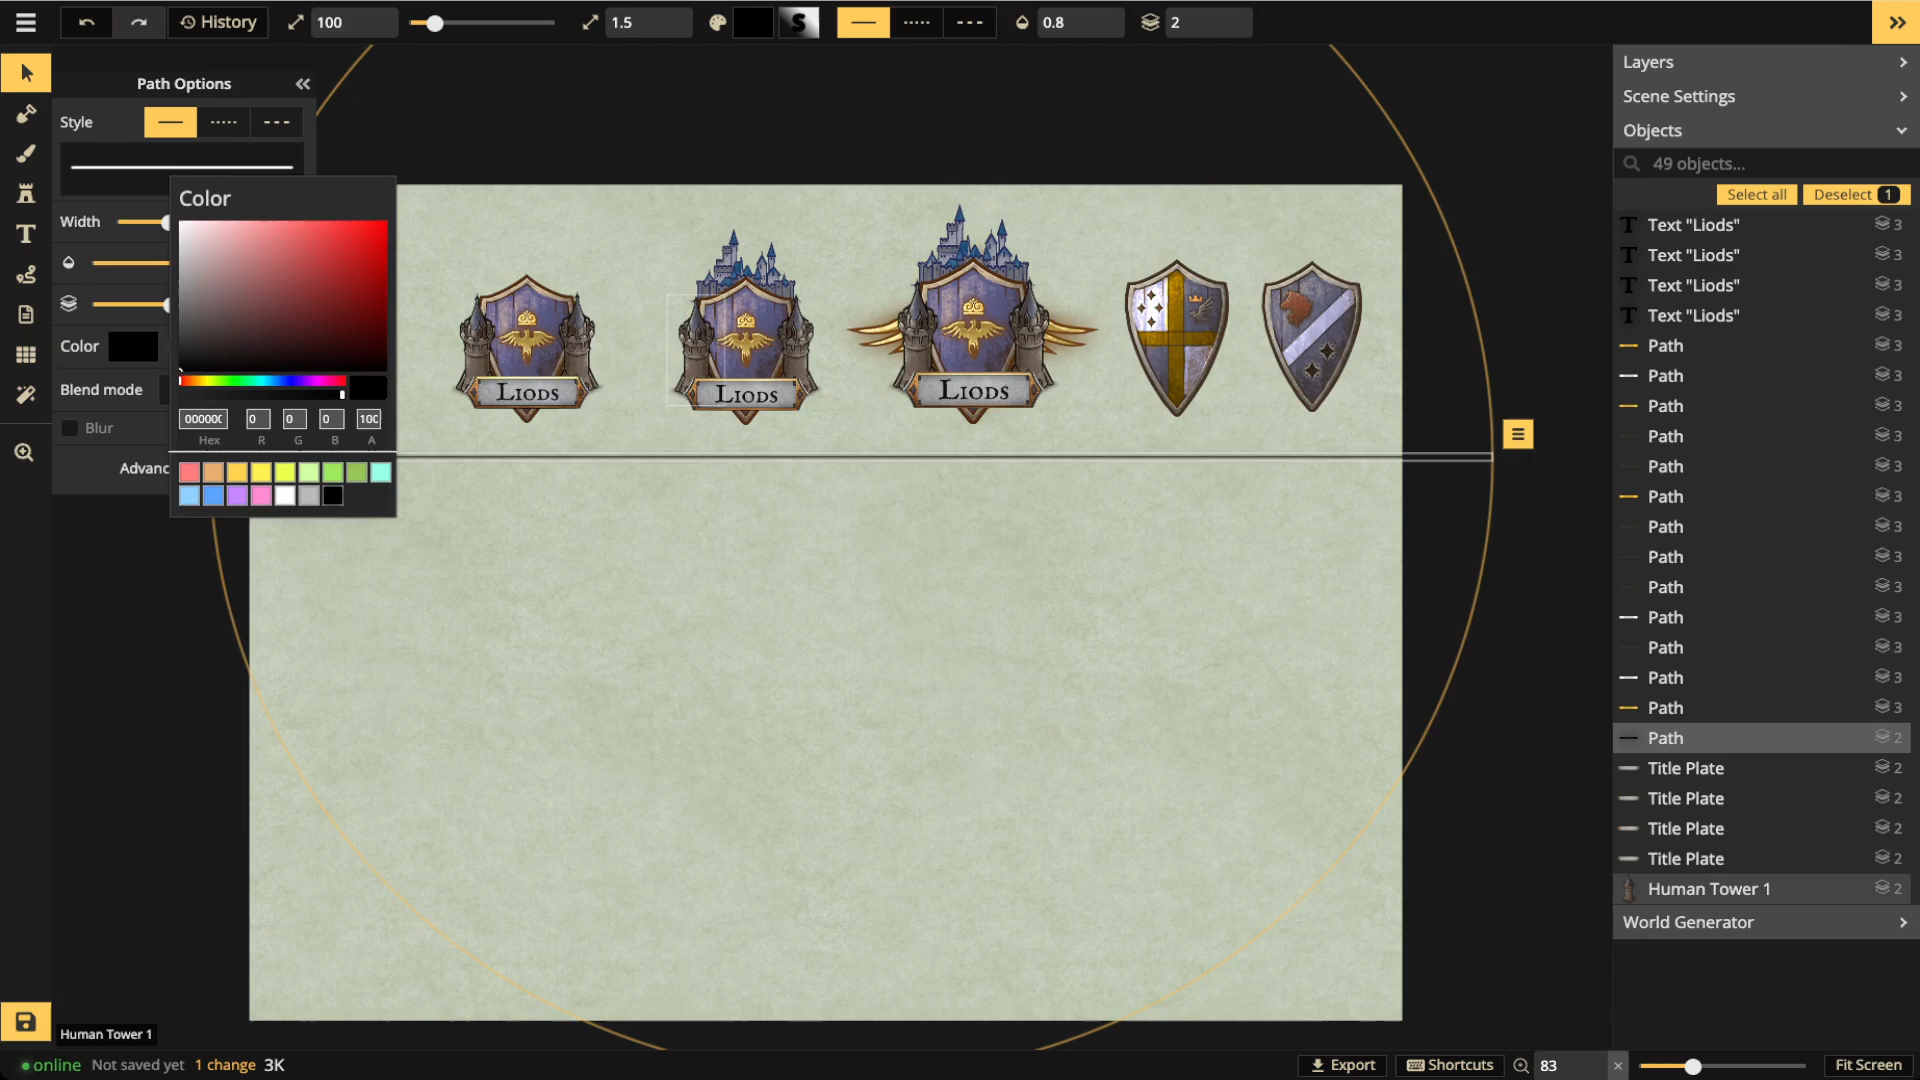 History
100
1.5
0.8
2
Path Options
Style
Width
Color
Blend mode
Blur
Color
000000
0
0
0
100
Hex
R
G
B
A
LIODS
LIODS
LIODS
Layers
Scene Settings
Objects
49 objects...
Select all
Deselect 1
Text "Liods" 3
Text "Liods" 3
Text "Liods" 3
Text "Liods" 3
Path 3
Path 3
Path 3
Path 3
Path 3
Path 3
Path 3
Path 3
Path 3
Path 3
Path 3
Path 3
Path 3
Path 2
Title Plate 2
Title Plate 2
Title Plate 2
Title Plate 2
Human Tower 1 2
World Generator
Human Tower 1
online
Not saved yet
1 change
3K
Export
Shortcuts
83
Fit Screen